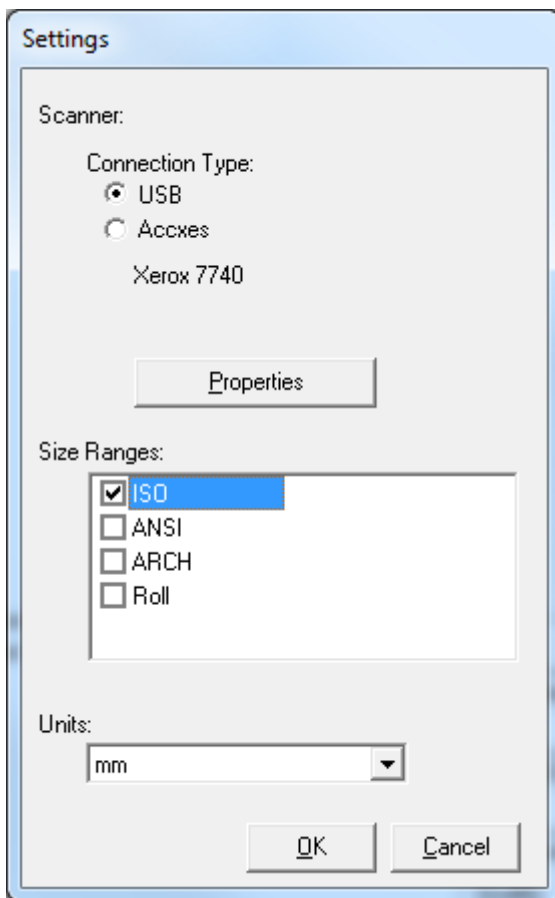 Settings
Scanner:
Connection Type:
USB
Accxes
Xerox 7740
Properties
Size Ranges:
ISO
ANSI
ARCH
Roll
Units:
mm
OK Cancel